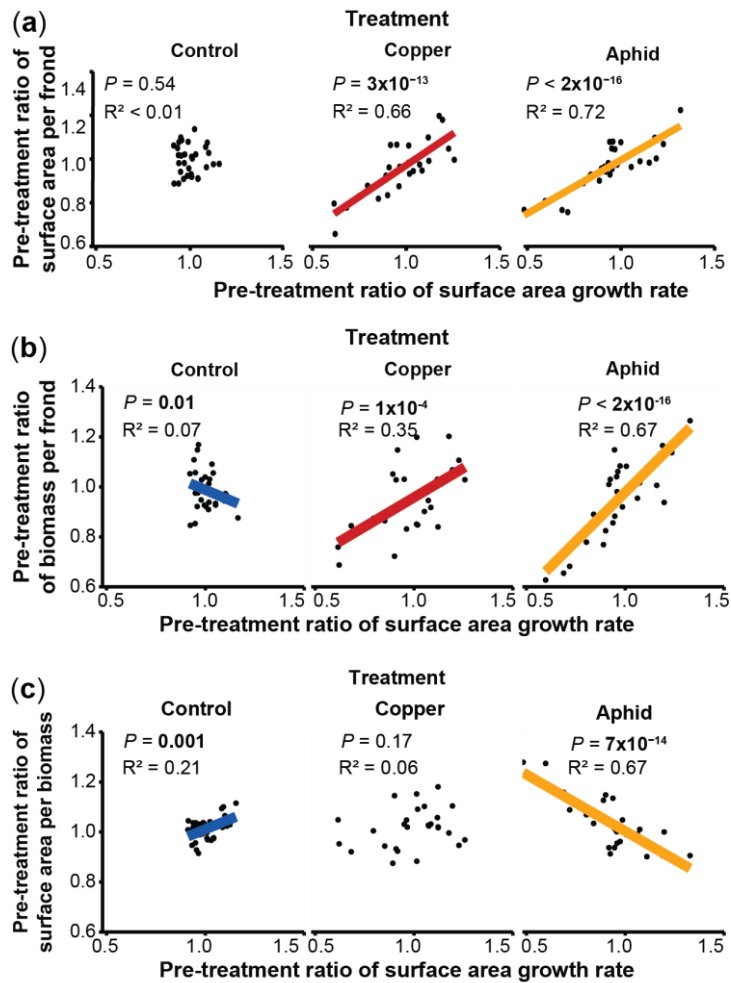 (a)
Treatment
Control Copper Aphid
P = 0.54 P = 3x10⁻¹³ P < 2x10⁻¹⁶
R² < 0.01 R² = 0.66 R² = 0.72
Pre-treatment ratio of
surface area per frond
1.4
1.2
1.0
0.8
0.6
0.5 1.0 1.5 0.5 1.0 1.5 0.5 1.0 1.5
Pre-treatment ratio of surface area growth rate
(b)
Treatment
Control Copper Aphid
P = 0.01 P = 1x10⁻⁴ P < 2x10⁻¹⁶
R² = 0.07 R² = 0.35 R² = 0.67
Pre-treatment ratio
of biomass per frond
1.4
1.2
1.0
0.8
0.6
0.5 1.0 1.5 0.5 1.0 1.5 0.5 1.0 1.5
Pre-treatment ratio of surface area growth rate
(c)
Treatment
Control Copper Aphid
P = 0.001 P = 0.17 P = 7x10⁻¹⁴
R² = 0.21 R² = 0.06 R² = 0.67
Pre-treatment ratio of
surface area per biomass
1.4
1.2
1.0
0.8
0.6
0.5 1.0 1.5 0.5 1.0 1.5 0.5 1.0 1.5
Pre-treatment ratio of surface area growth rate